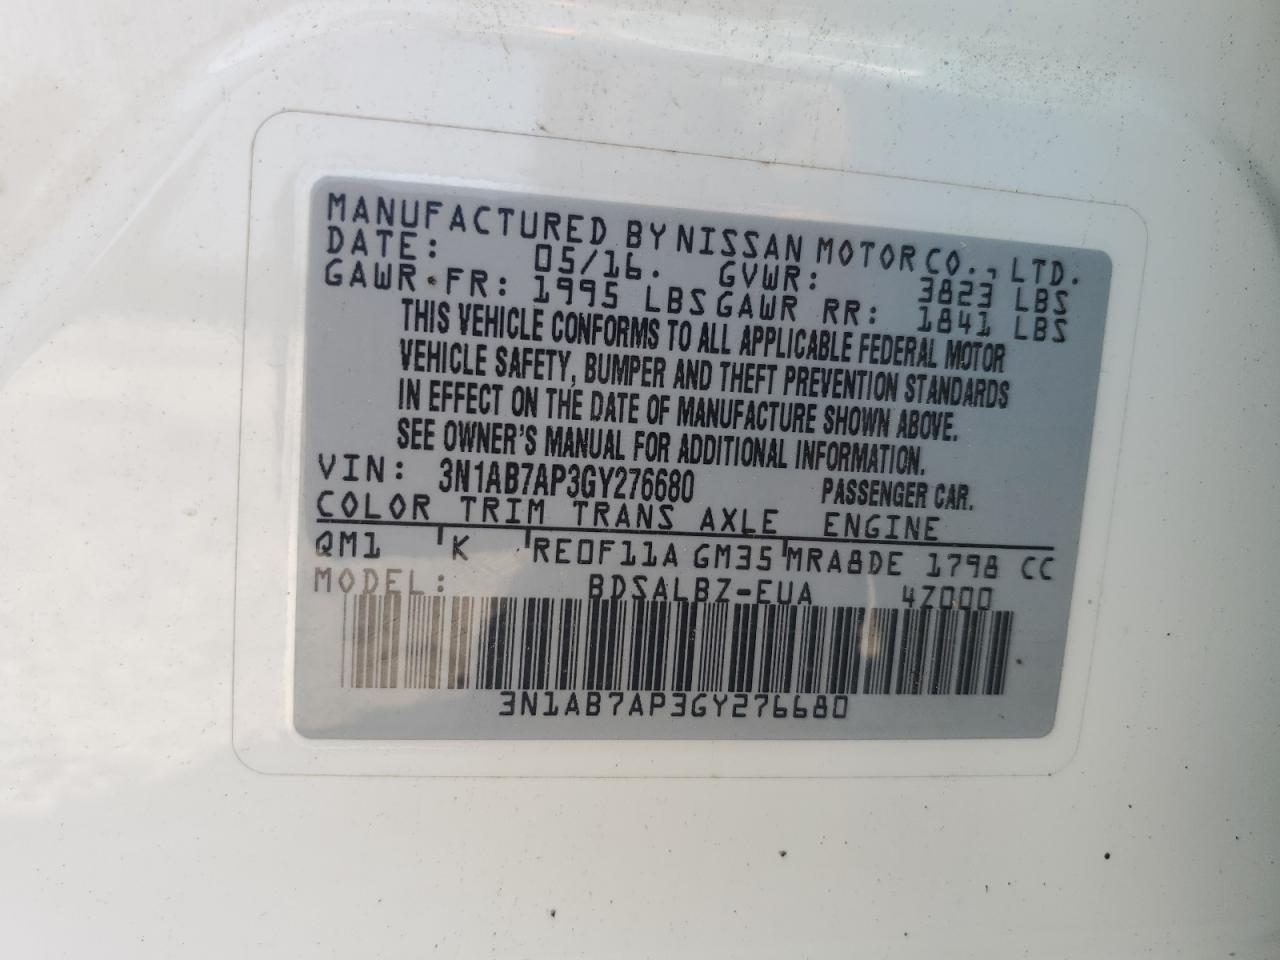 MANUFACTURED BY NISSAN MOTOR CO., LTD.
DATE: 05/16. GVWR: 3823 LBS
GAWR FR: 1995 LBS GAWR RR: 1841 LBS
THIS VEHICLE CONFORMS TO ALL APPLICABLE FEDERAL MOTOR
VEHICLE SAFETY, BUMPER AND THEFT PREVENTION STANDARDS
IN EFFECT ON THE DATE OF MANUFACTURE SHOWN ABOVE.
SEE OWNER'S MANUAL FOR ADDITIONAL INFORMATION.
VIN: 3N1AB7AP3GY276680 PASSENGER CAR.
COLOR TRIM TRANS AXLE ENGINE
QM1 K RE0F11A GM35 MRA8DE 1798 CC
MODEL: BDSALBZ-EUA 4Z000
3N1AB7AP3GY276680